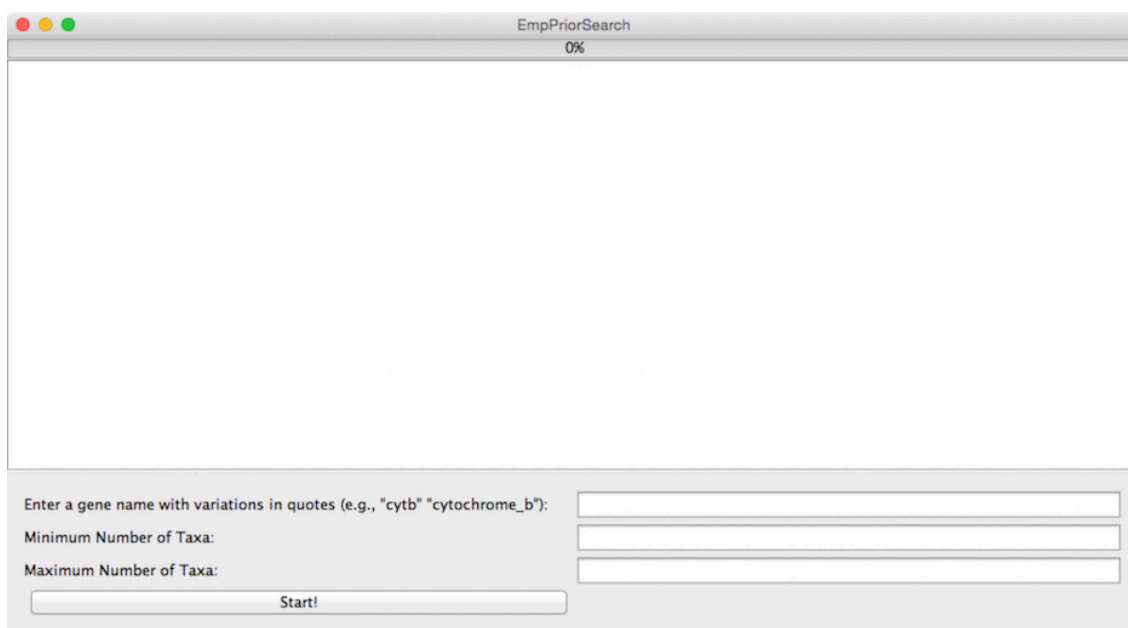 EmpPriorSearch
0%
Enter a gene name with variations in quotes (e.g., "cytb" "cytochrome_b"):
Minimum Number of Taxa:
Maximum Number of Taxa:
Start!